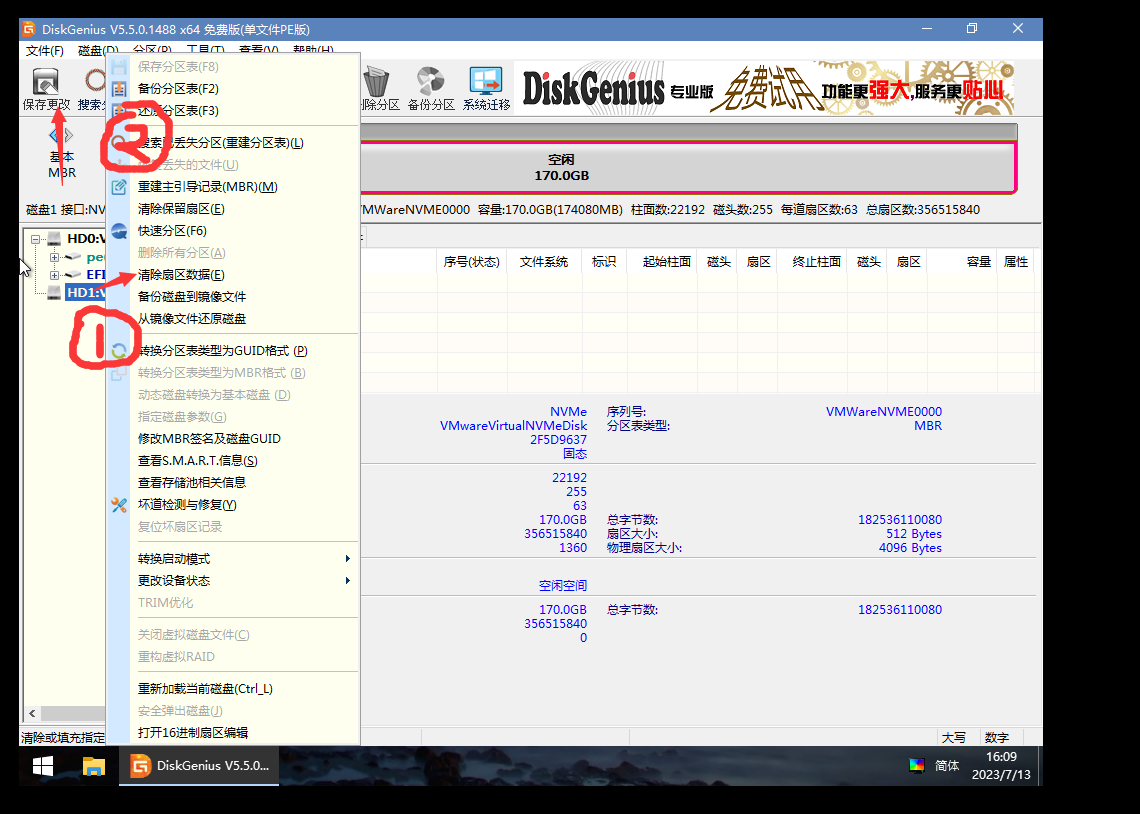 DiskGenius V5.5.0.1488 x64 免费版(单文件PE版)
文件(F) 磁盘(D) 分区(P) 工具(T) 查看(V) 帮助(H)
保存更改
删除分区 备份分区 系统迁移
DiskGenius 专业版 免费试用 功能更强大,服务更贴心
基本
MBR
空闲
170.0GB
磁盘1 接口:NV
VMWareNVME0000 容量:170.0GB(174080MB) 柱面数:22192 磁头数:255 每道扇区数:63 总扇区数:356515840
HD0:V
pe
EFI
HD1:V
保存分区表(F8)
备份分区表(F2)
还原分区表(F3)
2
搜索已丢失分区(重建分区表)(L)
丢失的文件(U)
重建主引导记录(MBR)(M)
清除保留扇区(E)
快速分区(F6)
删除所有分区(A)
清除扇区数据(E)
备份磁盘到镜像文件
从镜像文件还原磁盘
1
转换分区表类型为GUID格式 (P)
转换分区表类型为MBR格式 (B)
动态磁盘转换为基本磁盘 (D)
指定磁盘参数(G)
修改MBR签名及磁盘GUID
查看S.M.A.R.T.信息(S)
查看存储池相关信息
坏道检测与修复(Y)
复位坏扇区记录
转换启动模式
更改设备状态
TRIM优化
关闭虚拟磁盘文件(C)
重构虚拟RAID
重新加载当前磁盘(Ctrl_L)
安全弹出磁盘(J)
打开16进制扇区编辑
序号(状态) 文件系统 标识 起始柱面 磁头 扇区 终止柱面 磁头 扇区 容量 属性
NVMe 序列号: VMWareNVME0000
VMwareVirtualNVMeDisk 分区表类型: MBR
2F5D9637
固态
22192
255
63
170.0GB 总字节数: 182536110080
356515840 扇区大小: 512 Bytes
1360 物理扇区大小: 4096 Bytes
空闲空间
170.0GB 总字节数: 182536110080
356515840
0
清除或填充指定
大写 数字
DiskGenius V5.5.0...
简体
16:09
2023/7/13